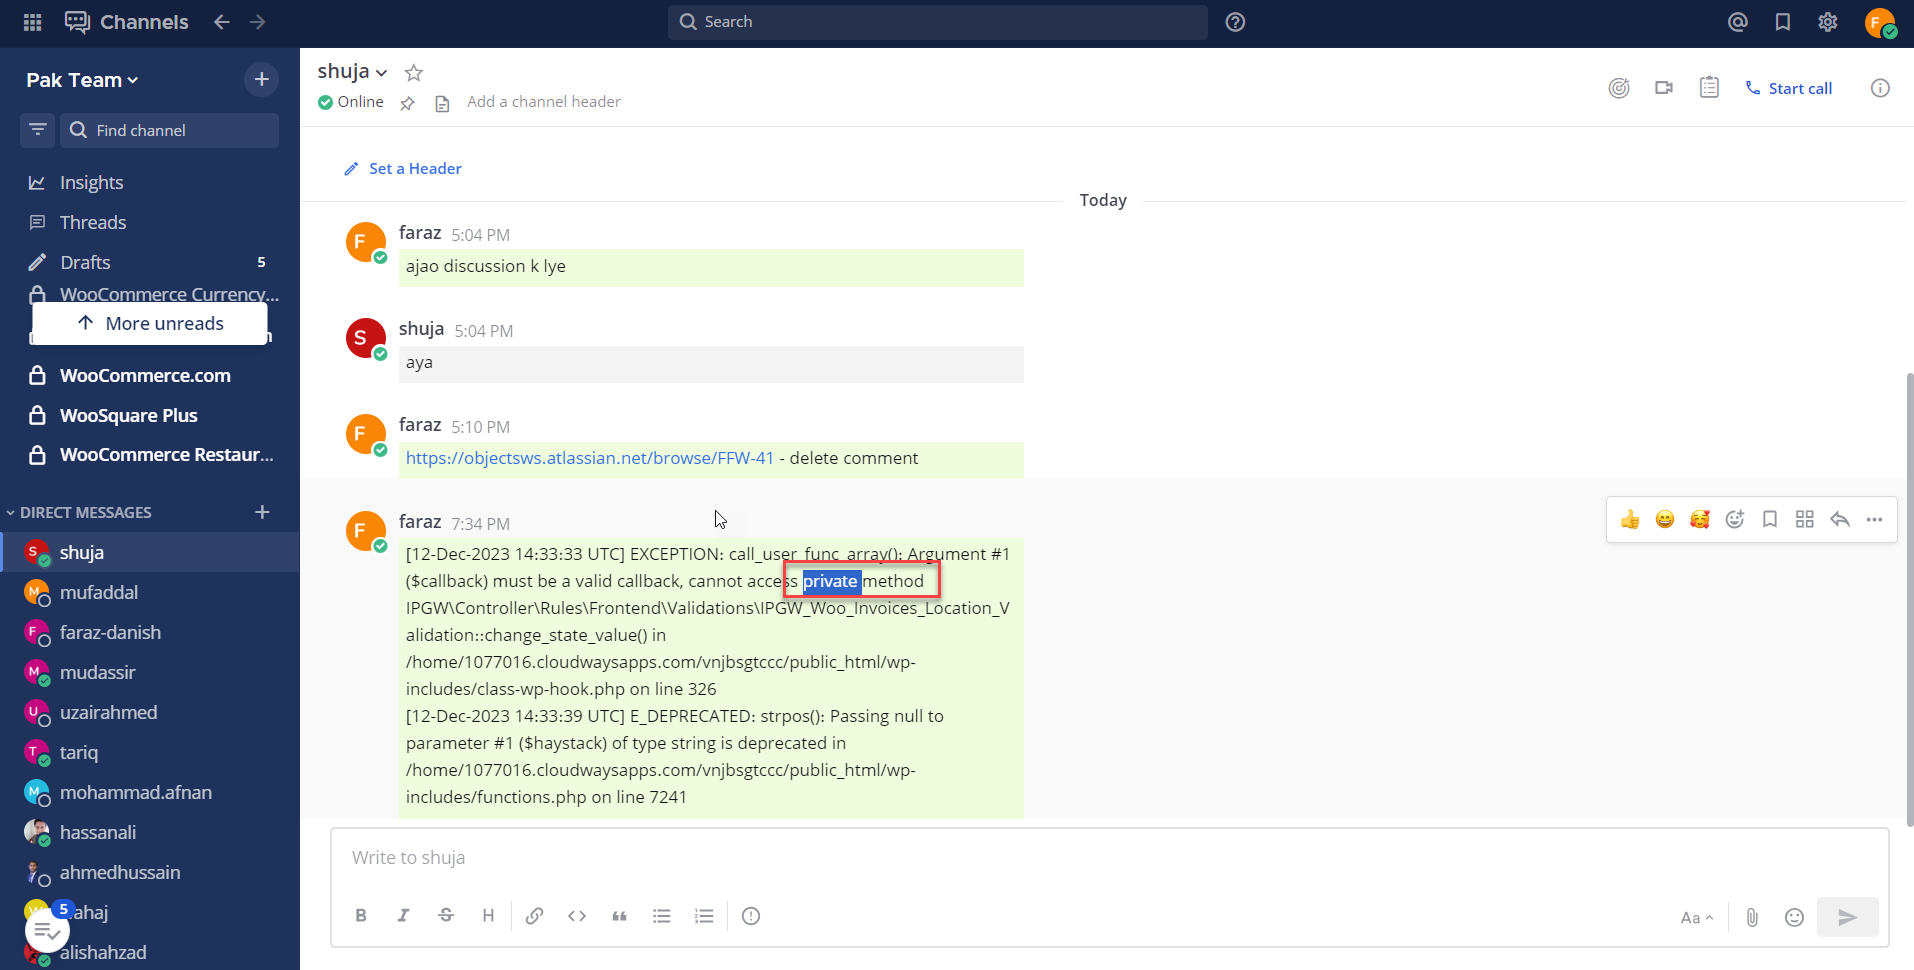 Channels
Search
Pak Team
Find channel
Insights
Threads
Drafts 5
WooCommerce Currency...
More unreads
WooCommerce.com
WooSquare Plus
WooCommerce Restaur...
DIRECT MESSAGES
shuja
mufaddal
faraz-danish
mudassir
uzairahmed
tariq
mohammad.afnan
hassanali
ahmedhussain
5
ahaj
alishahzad
shuja
Online Add a channel header
Start call
Set a Header
Today
faraz 5:04 PM
ajao discussion k lye
shuja 5:04 PM
aya
faraz 5:10 PM
https://objectsws.atlassian.net/browse/FFW-41 - delete comment
faraz 7:34 PM
[12-Dec-2023 14:33:33 UTC] EXCEPTION: call_user_func_array(): Argument #1
($callback) must be a valid callback, cannot access private method
IPGW\Controller\Rules\Frontend\Validations\IPGW_Woo_Invoices_Location_V
alidation::change_state_value() in
/home/1077016.cloudwaysapps.com/vnjbsgtccc/public_html/wp-
includes/class-wp-hook.php on line 326
[12-Dec-2023 14:33:39 UTC] E_DEPRECATED: strpos(): Passing null to
parameter #1 ($haystack) of type string is deprecated in
/home/1077016.cloudwaysapps.com/vnjbsgtccc/public_html/wp-
includes/functions.php on line 7241
Write to shuja
B I S H
Aa